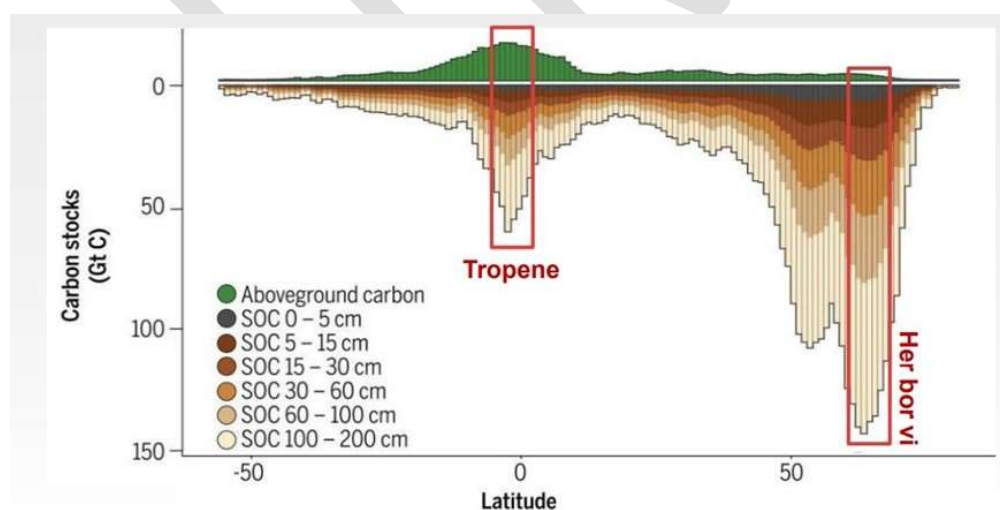 0
50
100
150
Carbon stocks
(Gt C)
Tropene
Aboveground carbon
SOC 0 – 5 cm
SOC 5 – 15 cm
SOC 15 – 30 cm
SOC 30 – 60 cm
SOC 60 – 100 cm
SOC 100 – 200 cm
Her bor vi
-50
0
50
Latitude